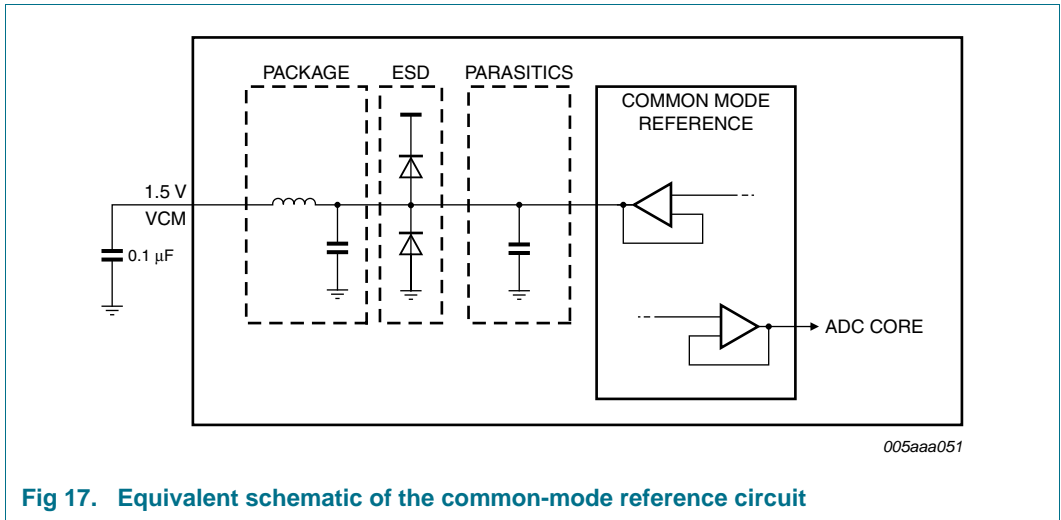 PACKAGE ESD PARASITICS
COMMON MODE
REFERENCE
1.5 V
VCM
0.1 μF
ADC CORE
005aaa051
Fig 17. Equivalent schematic of the common-mode reference circuit